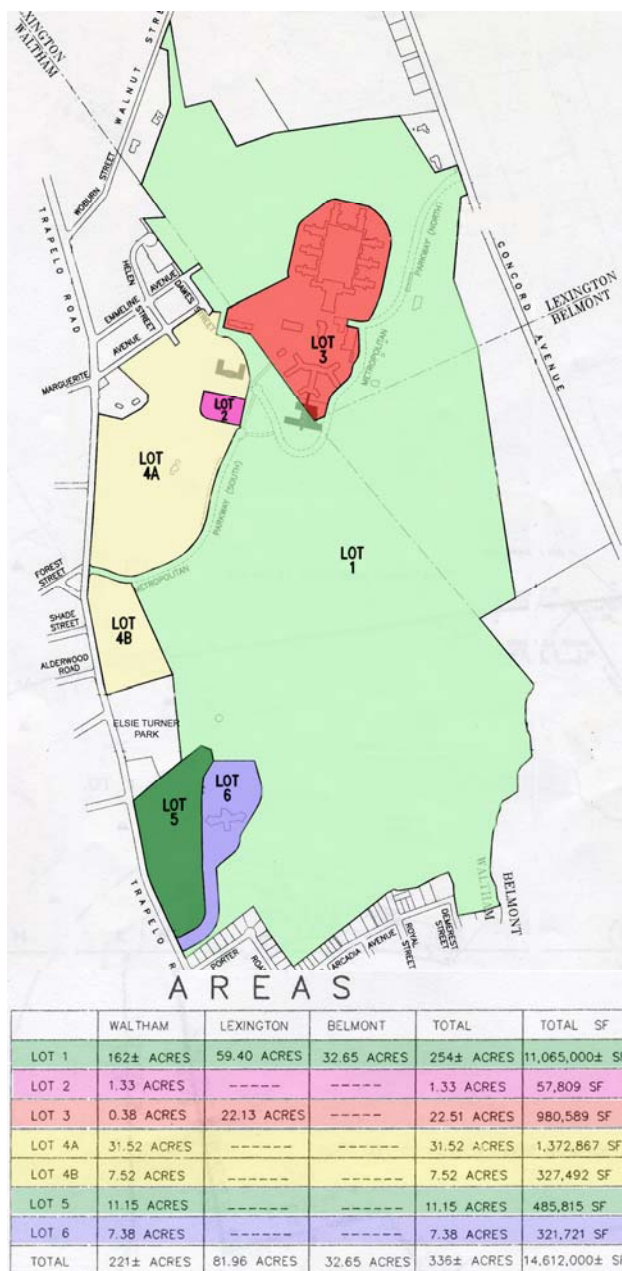 XINGTON
WALTHAM
WALNUT STRE
WOBURN
STREET
TRAPELO ROAD
HELEN
STREET
EMMELINE AVENUE
DAWES
MARGUERITE AVENUE
PARKWAY (NORTH)
METROPOLITAN
CONCORD AVENUE
LEXINGTON
BELMONT
LOT
3
LOT
2
LOT
4A
PARKWAY (SOUTH)
METROPOLITAN
LOT
1
FOREST
STREET
SHADE
STREET
ALDERWOOD
ROAD
LOT
4B
ELSIE TURNER
PARK
LOT
5
LOT
6
TRAPELO R
PORTER
ROA
ARCADIA AVENUE
ROYAL
STREET
DEMEREST
STREET
WALTHAM
BELMONT
AREAS
WALTHAM LEXINGTON BELMONT TOTAL TOTAL SF
LOT 1 162± ACRES 59.40 ACRES 32.65 ACRES 254± ACRES 11,065,000± SF
LOT 2 1.33 ACRES ----- ----- 1.33 ACRES 57,809 SF
LOT 3 0.38 ACRES 22.13 ACRES ----- 22.51 ACRES 980,589 SF
LOT 4A 31.52 ACRES ------ ------ 31.52 ACRES 1,372,867 SF
LOT 4B 7.52 ACRES ------ ------ 7.52 ACRES 327,492 SF
LOT 5 11.15 ACRES ------ ------ 11.15 ACRES 485,815 SF
LOT 6 7.38 ACRES ------ ------ 7.38 ACRES 321,721 SF
TOTAL 221± ACRES 81.96 ACRES 32.65 ACRES 336± ACRES 14,612,000± SF